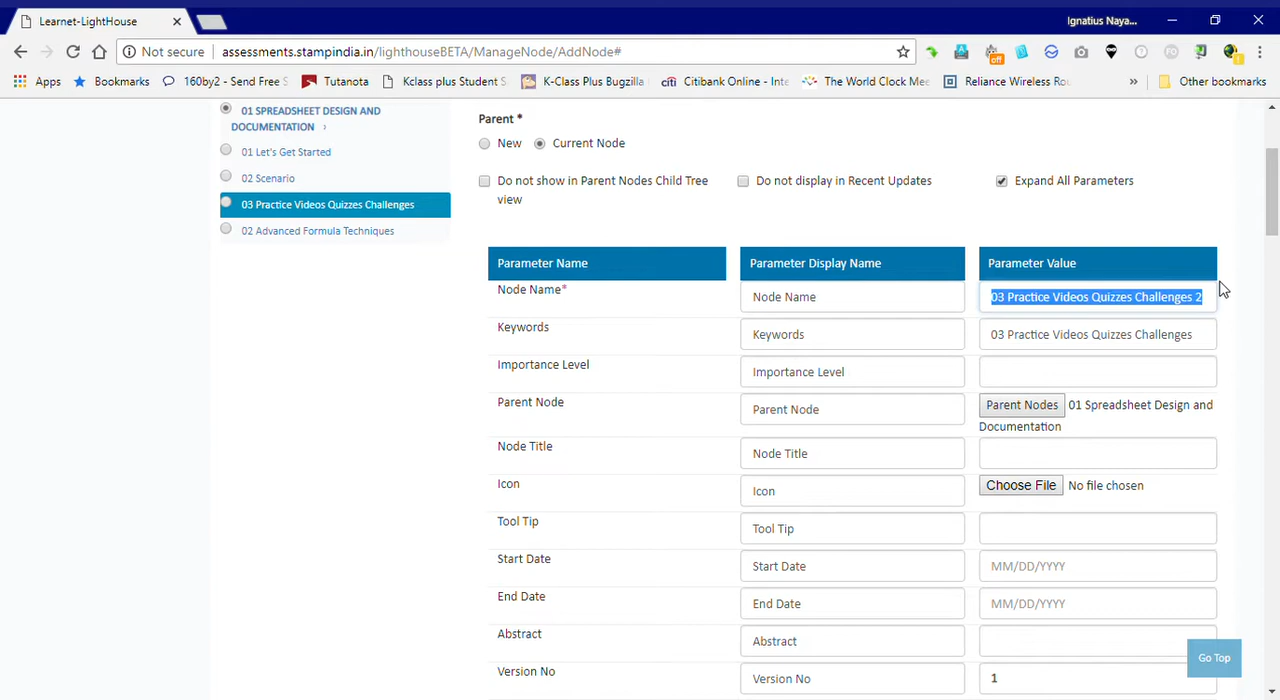 Learnet-LightHouse
Ignatius Naya...
Not secure
assessments.stampindia.in/lighthouseBETA/ManageNode/AddNode#
off
Apps
Bookmarks
160by2 - Send Free S
Tutanota
Kclass plus Student S
K-Class Plus Bugzilla
citi
Citibank Online - Inte
The World Clock Mee
Reliance Wireless Rou
»
Other bookmarks
01 SPREADSHEET DESIGN AND
DOCUMENTATION ›
01 Let's Get Started
02 Scenario
03 Practice Videos Quizzes Challenges
02 Advanced Formula Techniques
Parent *
New
Current Node
Do not show in Parent Nodes Child Tree
view
Do not display in Recent Updates
Expand All Parameters
Parameter Name Parameter Display Name Parameter Value
Node Name* Node Name 03 Practice Videos Quizzes Challenges 2
Keywords Keywords 03 Practice Videos Quizzes Challenges
Importance Level Importance Level
Parent Node Parent Node Parent Nodes 01 Spreadsheet Design and
Documentation
Node Title Node Title
Icon Icon Choose File No file chosen
Tool Tip Tool Tip
Start Date Start Date MM/DD/YYYY
End Date End Date MM/DD/YYYY
Abstract Abstract
Version No Version No 1
Go Top